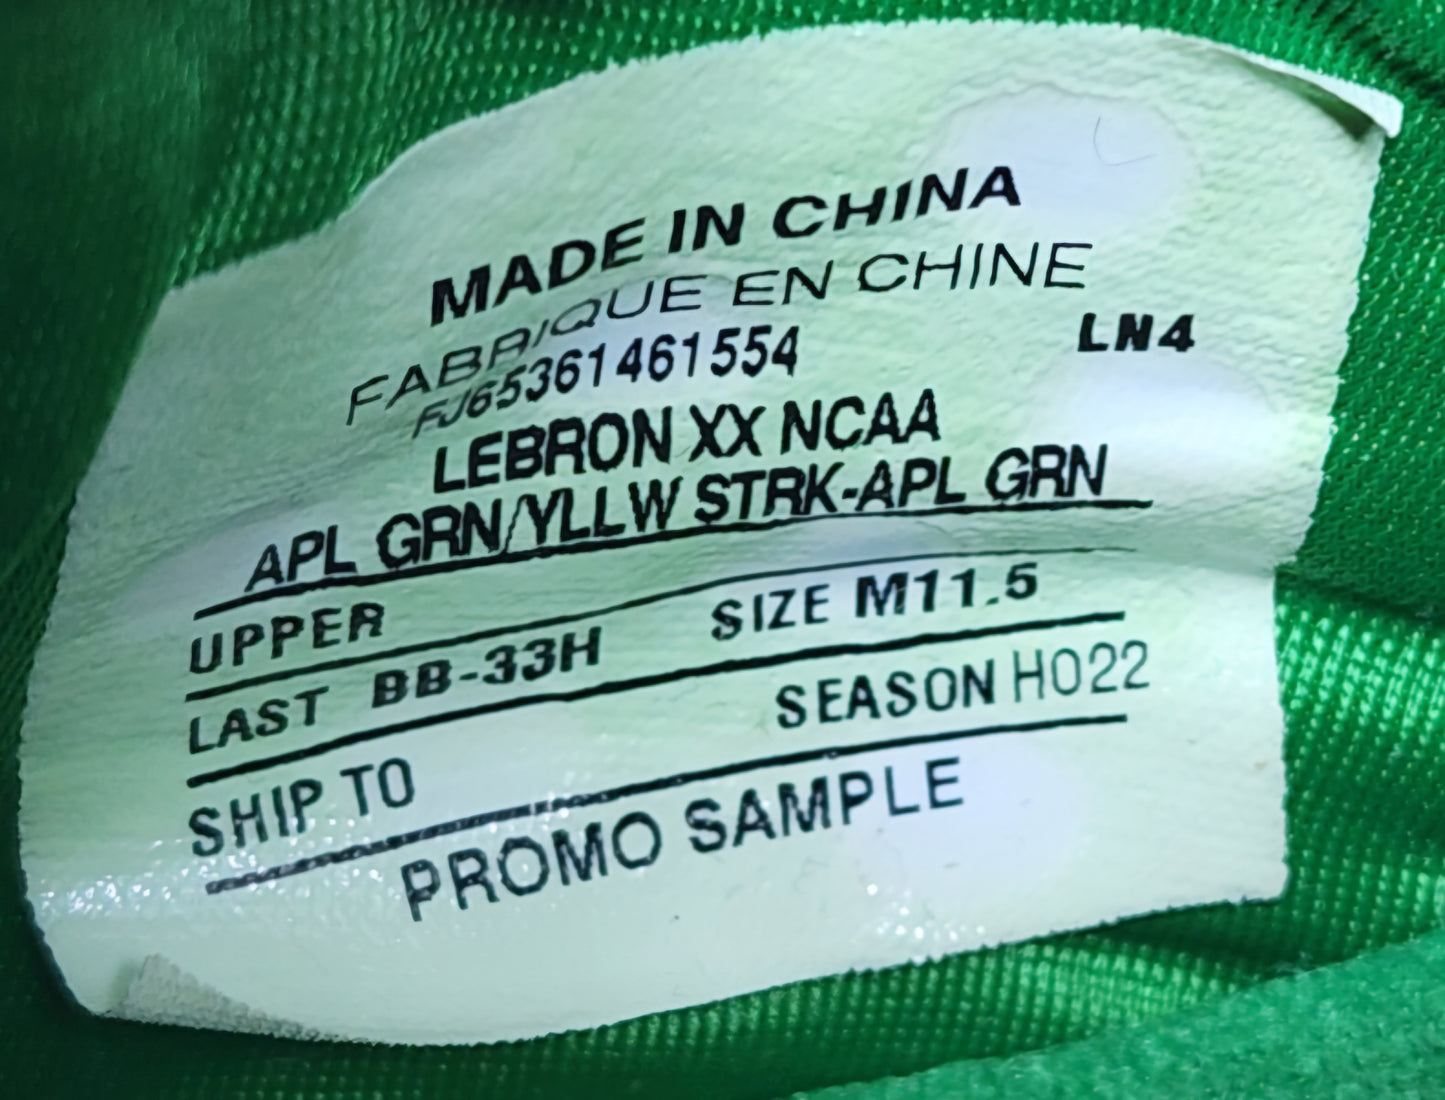 MADE IN CHINA
FABRIQUE EN CHINE
FJ65361461554 LN4
LEBRON XX NCAA
APL GRN/YLLW STRK-APL GRN
UPPER SIZE M11.5
LAST BB-33H
SEASON HO22
SHIP TO
PROMO SAMPLE